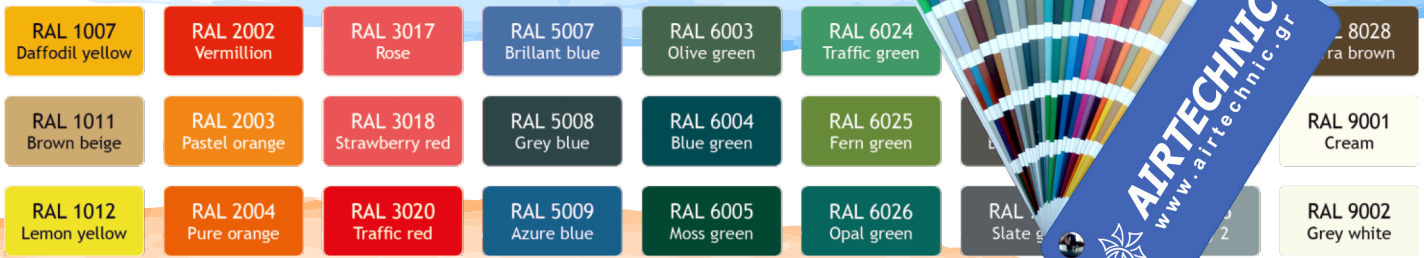 RAL 1007
Daffodil yellow
RAL 2002
Vermillion
RAL 3017
Rose
RAL 5007
Brillant blue
RAL 6003
Olive green
RAL 6024
Traffic green
8028
brown
RAL 1011
Brown beige
RAL 2003
Pastel orange
RAL 3018
Strawberry red
RAL 5008
Grey blue
RAL 6004
Blue green
RAL 6025
Fern green
RAL 9001
Cream
RAL 1012
Lemon yellow
RAL 2004
Pure orange
RAL 3020
Traffic red
RAL 5009
Azure blue
RAL 6005
Moss green
RAL 6026
Opal green
RAL
Slate
2
RAL 9002
Grey white
AIRTECHNIC
www.airtechnic.gr